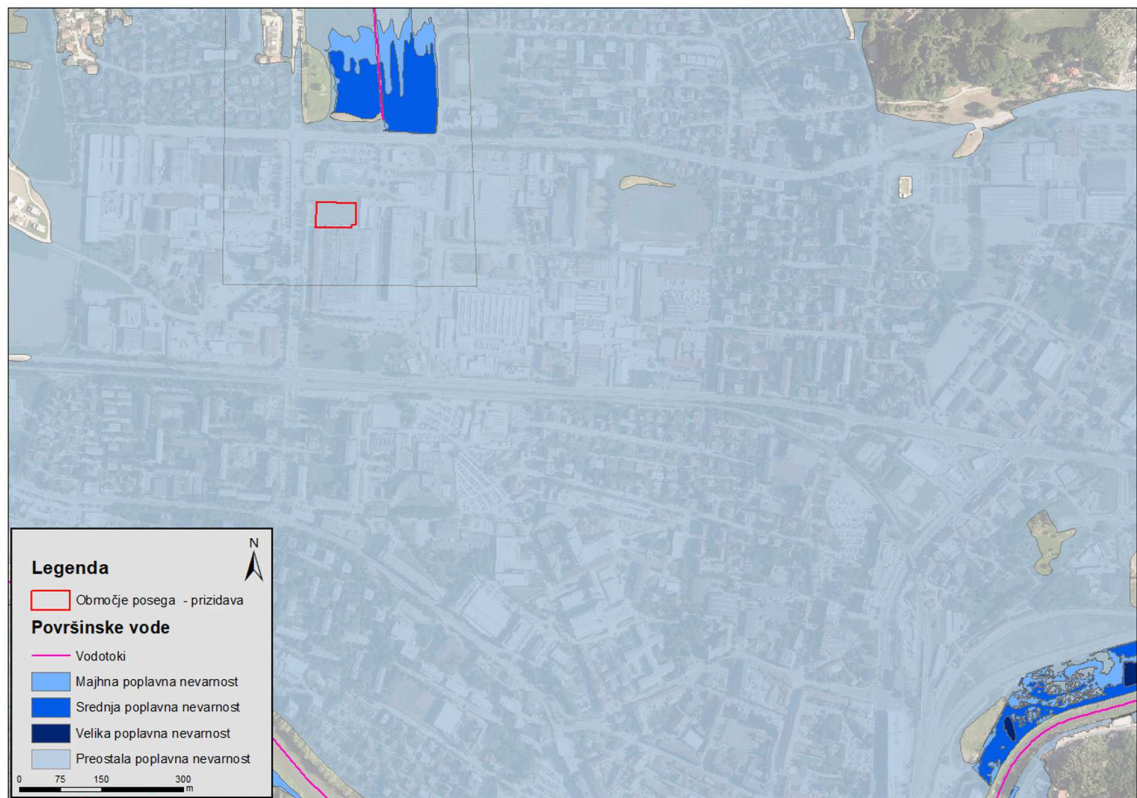 N
Legenda
Območje posega - prizidava
Površinske vode
Vodotoki
Majhna poplavna nevarnost
Srednja poplavna nevarnost
Velika poplavna nevarnost
Preostala poplavna nevarnost
0 75 150 300
m